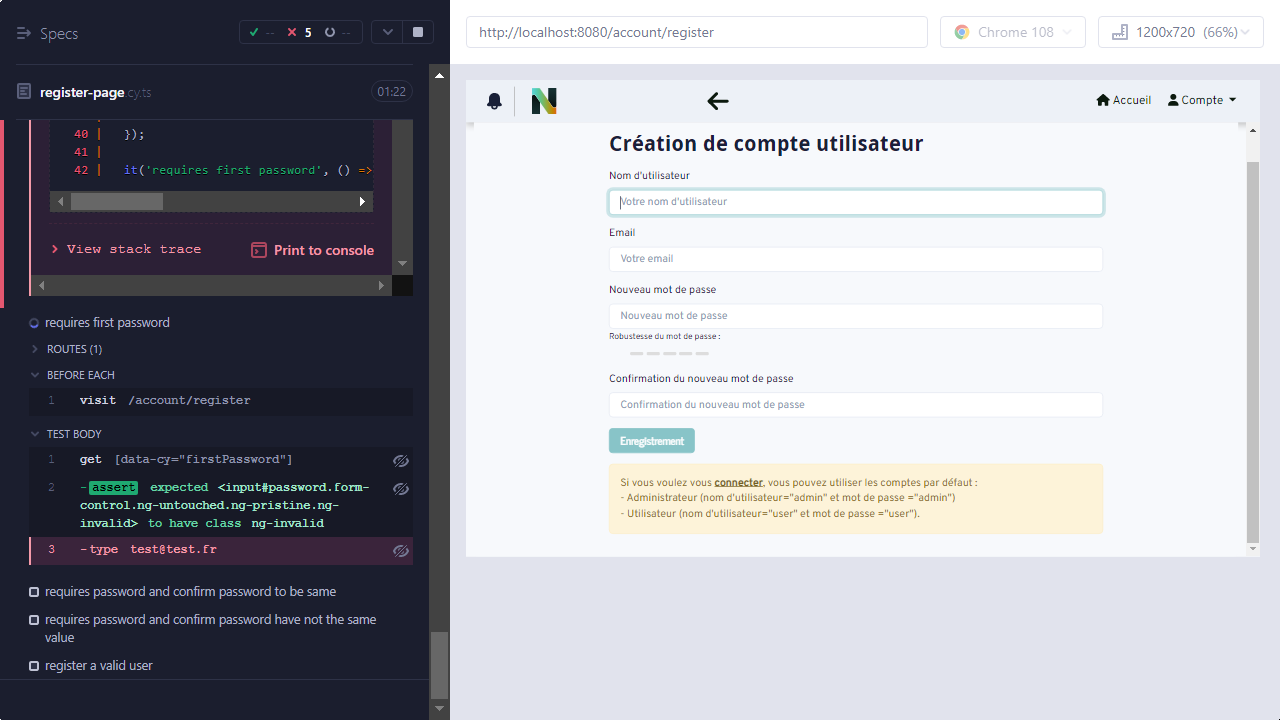 Specs
--
5
--
register-page.cy.ts
01:22
40 | });
41 |
42 | it('requires first password', () =>
View stack trace
Print to console
requires first password
ROUTES (1)
BEFORE EACH
1 visit /account/register
TEST BODY
1 get [data-cy="firstPassword"]
2 -assert expected <input#password.form-
control.ng-untouched.ng-pristine.ng-
invalid> to have class ng-invalid
3 -type test@test.fr
requires password and confirm password to be same
requires password and confirm password have not the same
value
register a valid user
http://localhost:8080/account/register
Chrome 108
1200x720 (66%)
Accueil
Compte
Création de compte utilisateur
Nom d'utilisateur
Votre nom d'utilisateur
Email
Votre email
Nouveau mot de passe
Nouveau mot de passe
Robustesse du mot de passe :
Confirmation du nouveau mot de passe
Confirmation du nouveau mot de passe
Enregistrement
Si vous voulez vous connecter, vous pouvez utiliser les comptes par défaut :
- Administrateur (nom d'utilisateur="admin" et mot de passe ="admin")
- Utilisateur (nom d'utilisateur="user" et mot de passe ="user").